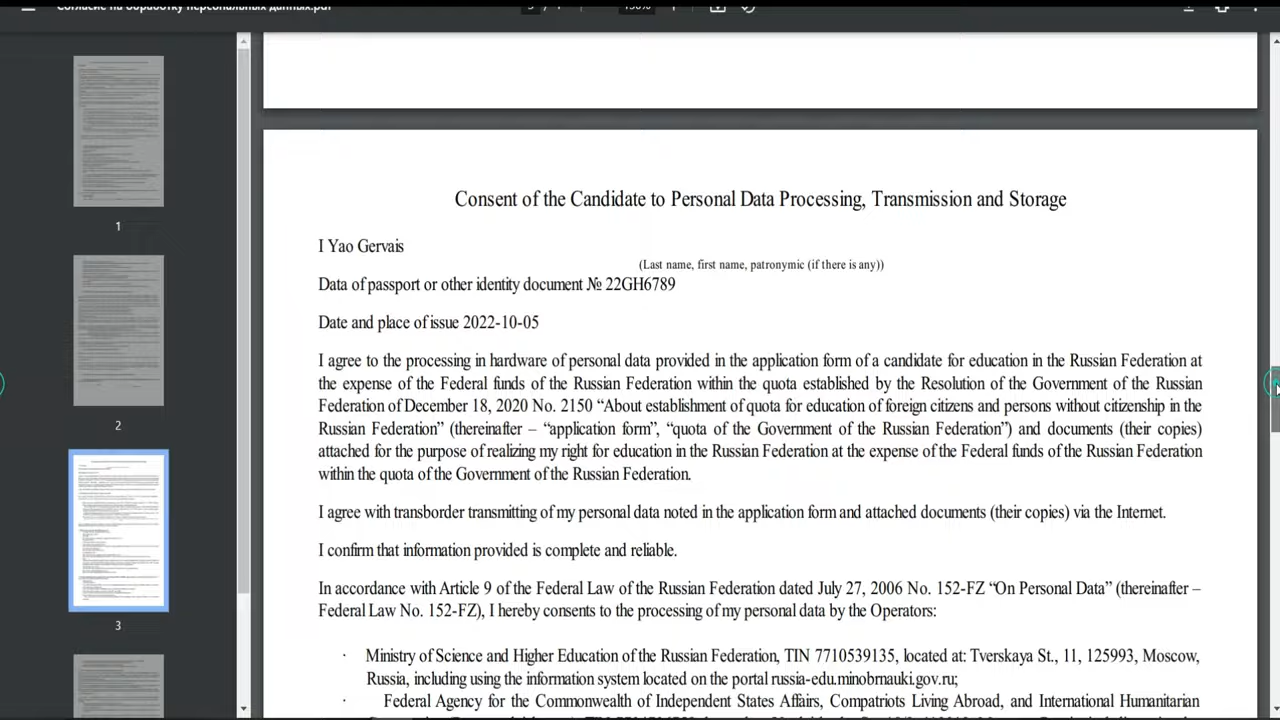 Согласие на обработку персональных данных.pdf
1
2
3
Consent of the Candidate to Personal Data Processing, Transmission and Storage
I Yao Gervais
(Last name, first name, patronymic (if there is any))
Data of passport or other identity document № 22GH6789
Date and place of issue 2022-10-05
I agree to the processing in hardware of personal data provided in the application form of a candidate for education in the Russian Federation at
the expense of the Federal funds of the Russian Federation within the quota established by the Resolution of the Government of the Russian
Federation of December 18, 2020 No. 2150 “About establishment of quota for education of foreign citizens and persons without citizenship in the
Russian Federation” (thereinafter – “application form”, “quota of the Government of the Russian Federation”) and documents (their copies)
attached for the purpose of realizing my right for education in the Russian Federation at the expense of the Federal funds of the Russian Federation
within the quota of the Government of the Russian Federation.
I agree with transborder transmitting of my personal data noted in the application form and attached documents (their copies) via the Internet.
I confirm that information provided is complete and reliable.
In accordance with Article 9 of the Federal Law of the Russian Federation dated July 27, 2006 No. 152-FZ “On Personal Data” (thereinafter –
Federal Law No. 152-FZ), I hereby consents to the processing of my personal data by the Operators:
· Ministry of Science and Higher Education of the Russian Federation, TIN 7710539135, located at: Tverskaya St., 11, 125993, Moscow,
Russia, including using the information system located on the portal russia-edu.minobrnauki.gov.ru;
· Federal Agency for the Commonwealth of Independent States Affairs, Compatriots Living Abroad, and International Humanitarian